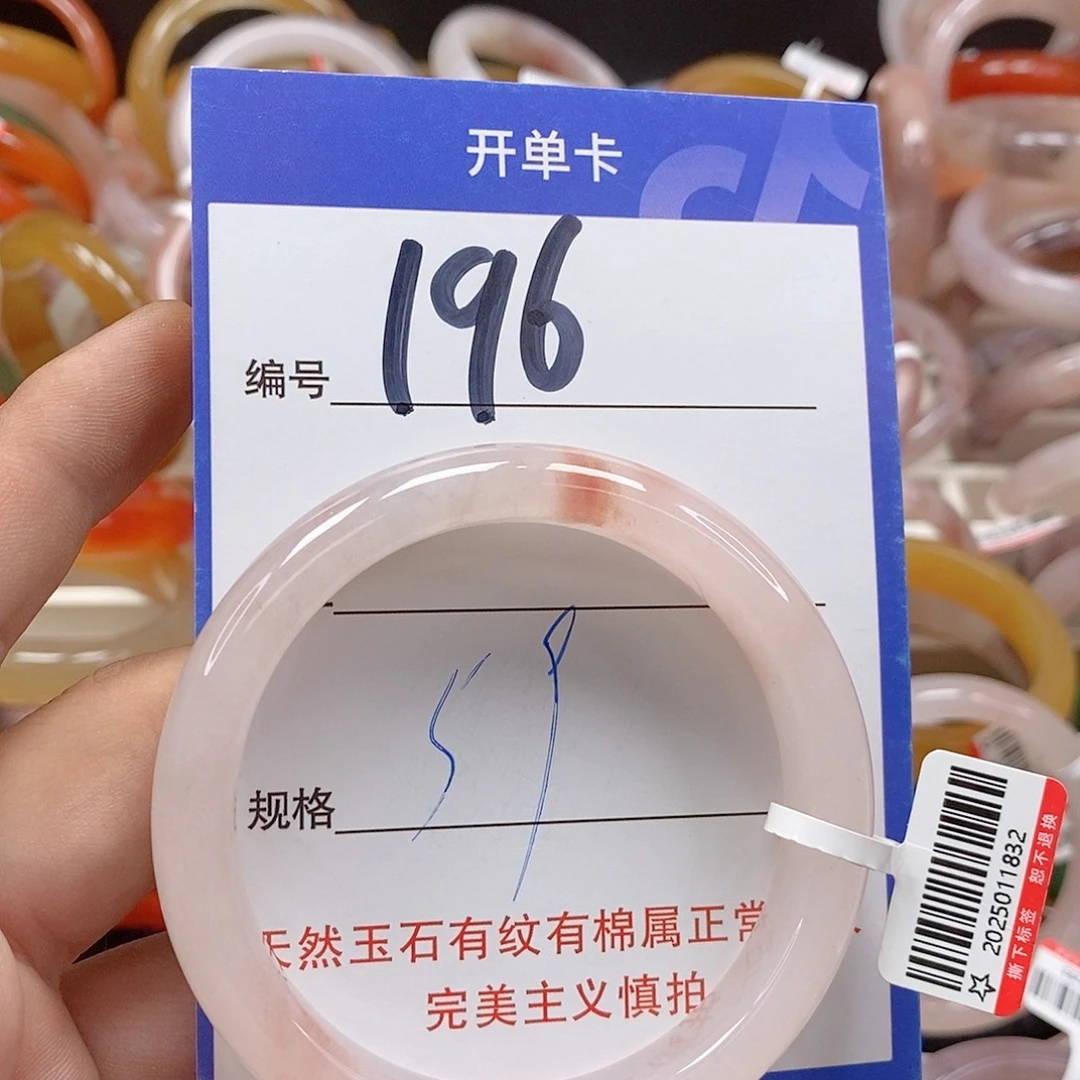 开单卡
编号 196
规格 59
天然玉石有纹有棉属正常
完美主义慎拍
2025011832
撕下标签 恕不退换